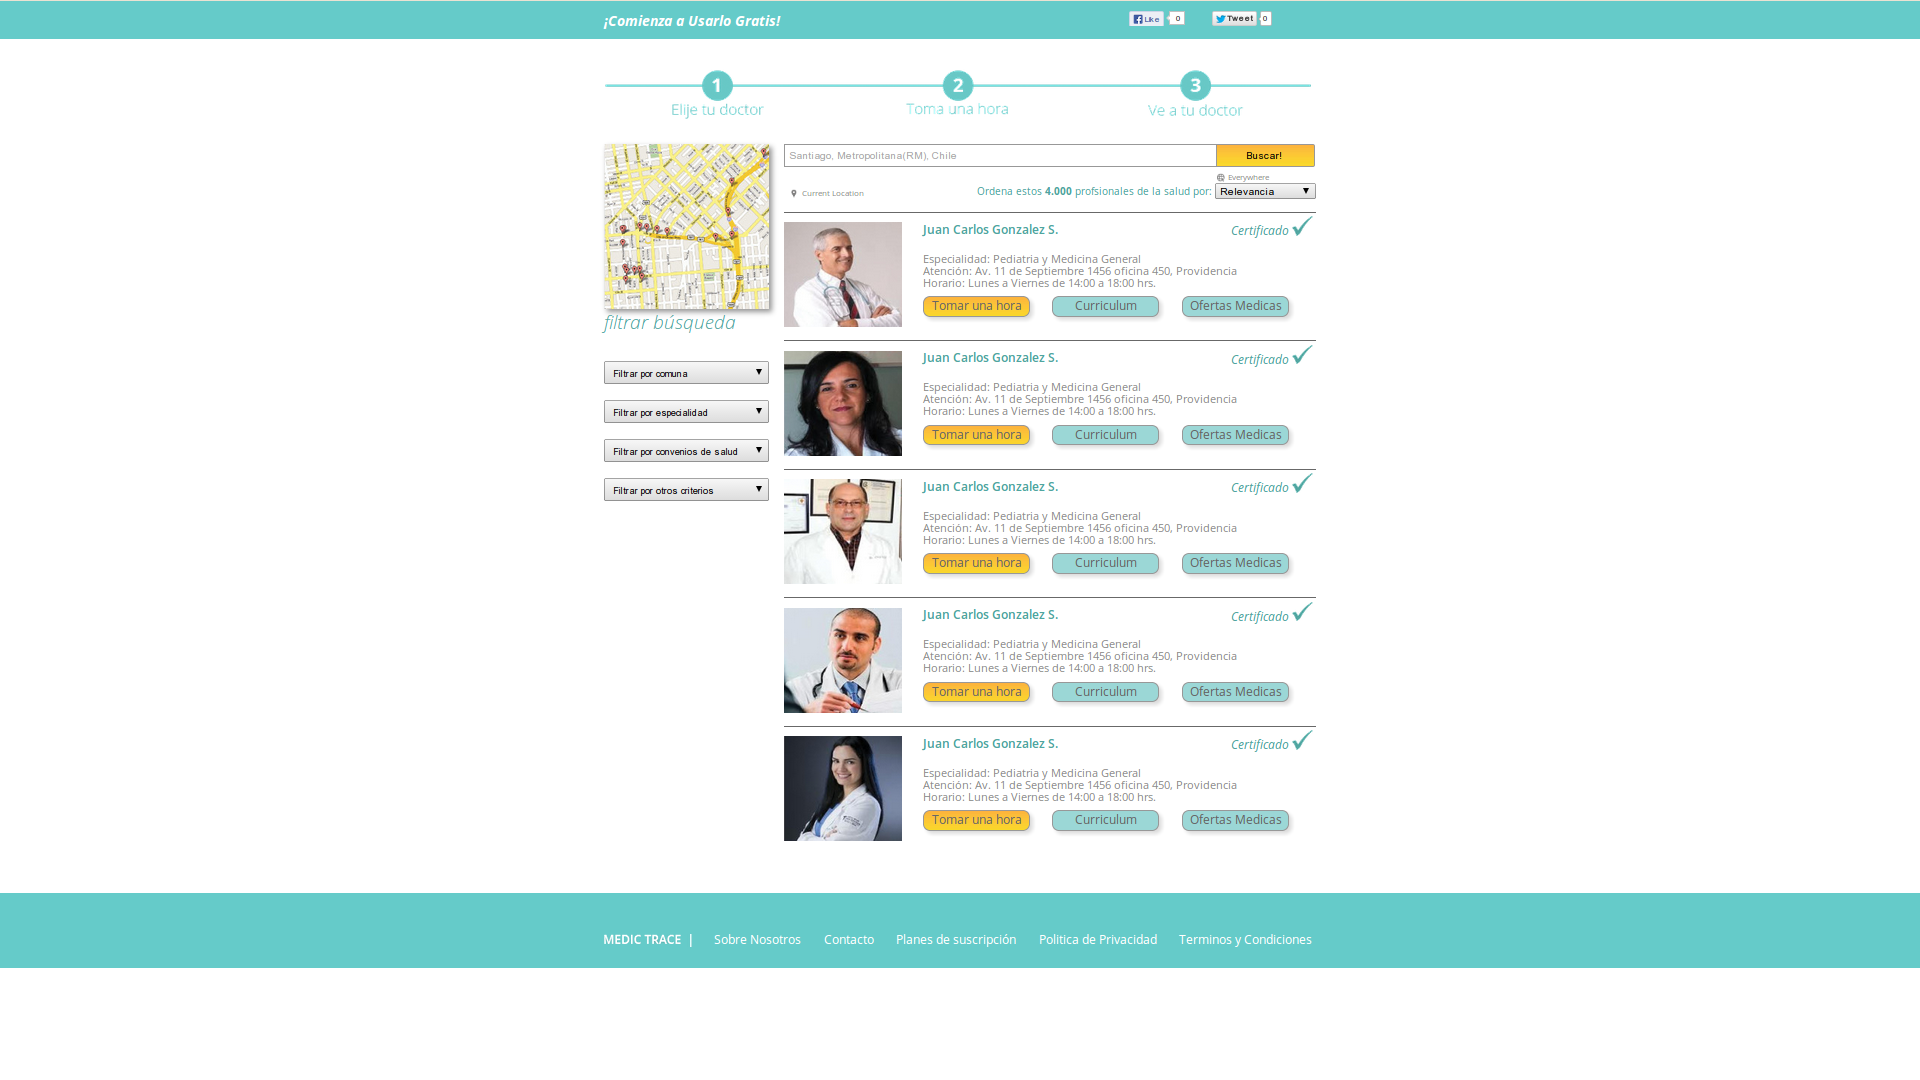 ¡Comienza a Usarlo Gratis!
Like 0
Tweet 0
1 2 3
Elije tu doctor
Toma una hora
Ve a tu doctor
Santiago, Metropolitana(RM), Chile
Buscar!
Everywhere
Current Location
Ordena estos 4.000 profsionales de la salud por:
Relevancia
filtrar búsqueda
Filtrar por comuna
Filtrar por especialidad
Filtrar por convenios de salud
Filtrar por otros criterios
Juan Carlos Gonzalez S.
Certificado
Especialidad: Pediatria y Medicina General
Atención: Av. 11 de Septiembre 1456 oficina 450, Providencia
Horario: Lunes a Viernes de 14:00 a 18:00 hrs.
Tomar una hora Curriculum Ofertas Medicas
Juan Carlos Gonzalez S.
Certificado
Especialidad: Pediatria y Medicina General
Atención: Av. 11 de Septiembre 1456 oficina 450, Providencia
Horario: Lunes a Viernes de 14:00 a 18:00 hrs.
Tomar una hora Curriculum Ofertas Medicas
Juan Carlos Gonzalez S.
Certificado
Especialidad: Pediatria y Medicina General
Atención: Av. 11 de Septiembre 1456 oficina 450, Providencia
Horario: Lunes a Viernes de 14:00 a 18:00 hrs.
Tomar una hora Curriculum Ofertas Medicas
Juan Carlos Gonzalez S.
Certificado
Especialidad: Pediatria y Medicina General
Atención: Av. 11 de Septiembre 1456 oficina 450, Providencia
Horario: Lunes a Viernes de 14:00 a 18:00 hrs.
Tomar una hora Curriculum Ofertas Medicas
Juan Carlos Gonzalez S.
Certificado
Especialidad: Pediatria y Medicina General
Atención: Av. 11 de Septiembre 1456 oficina 450, Providencia
Horario: Lunes a Viernes de 14:00 a 18:00 hrs.
Tomar una hora Curriculum Ofertas Medicas
MEDIC TRACE | Sobre Nosotros Contacto Planes de suscripción Politica de Privacidad Terminos y Condiciones